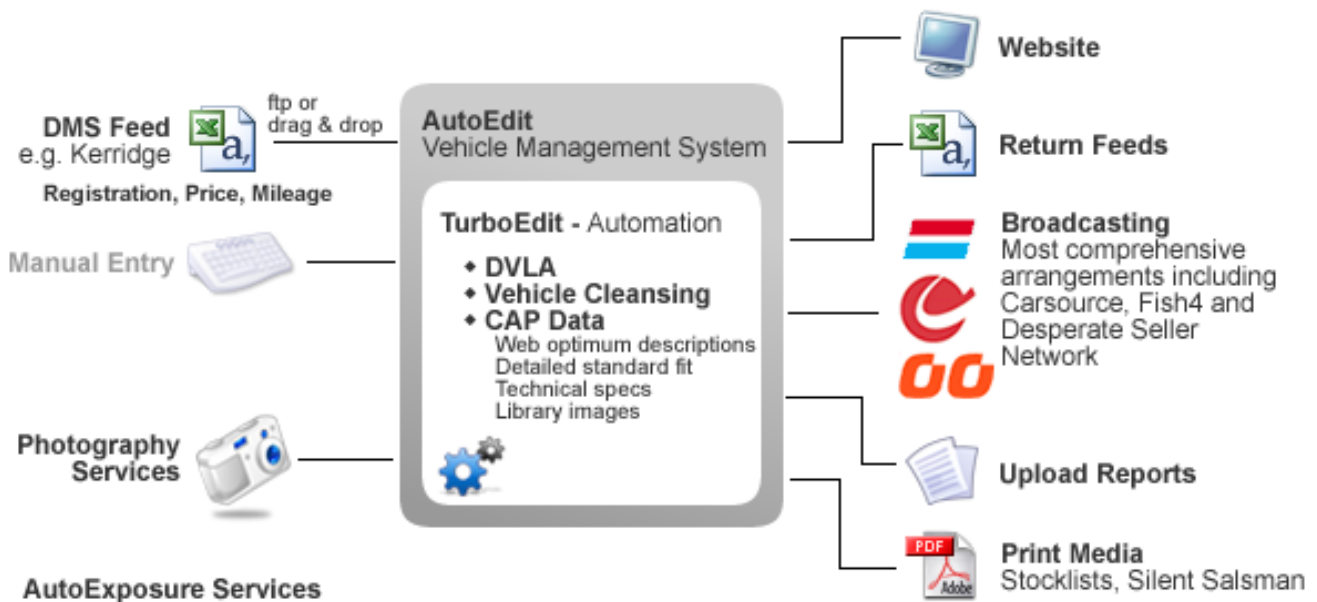 DMS Feed
e.g. Kerridge
a,
ftp or
drag & drop
Registration, Price, Mileage
Manual Entry
Photography
Services
AutoExposure Services
AutoEdit
Vehicle Management System
TurboEdit - Automation
DVLA
Vehicle Cleansing
CAP Data
Web optimum descriptions
Detailed standard fit
Technical specs
Library images
Website
a,
Return Feeds
Broadcasting
Most comprehensive
arrangements including
Carsource, Fish4 and
Desperate Seller
Network
Upload Reports
PDF
Adobe
Print Media
Stocklists, Silent Salsman